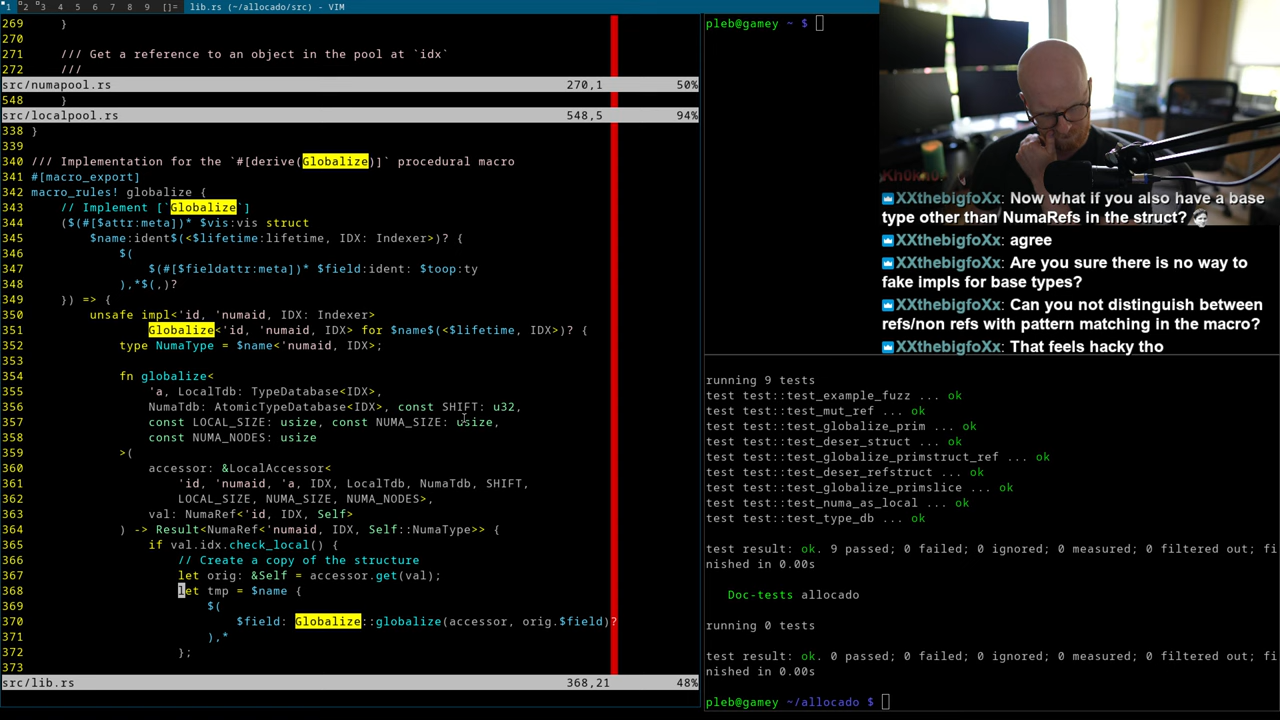 1 2 3 4 5 6 7 8 9 []= lib.rs (~/allocado/src) - VIM
269     }
270
271     /// Get a reference to an object in the pool at `idx`
272     ///
src/numapool.rs 270,1 50%
548     }
src/localpool.rs 548,5 94%
338 }
339
340 /// Implementation for the `#[derive(Globalize)]` procedural macro
341 #[macro_export]
342 macro_rules! globalize {
343     // Implement [`Globalize`]
344     ($(#[$attr:meta])* $vis:vis struct
345         $name:ident$(<$lifetime:lifetime, IDX: Indexer>)? {
346             $(
347                 $(#[$fieldattr:meta])* $field:ident: $toop:ty
348             ),*$(,)?
349     }) => {
350         unsafe impl<'id, 'numaid, IDX: Indexer>
351                 Globalize<'id, 'numaid, IDX> for $name$(<$lifetime, IDX>)? {
352             type NumaType = $name<'numaid, IDX>;
353
354             fn globalize<
355                 'a, LocalTdb: TypeDatabase<IDX>,
356                 NumaTdb: AtomicTypeDatabase<IDX>, const SHIFT: u32,
357                 const LOCAL_SIZE: usize, const NUMA_SIZE: usize,
358                 const NUMA_NODES: usize
359             >(
360                 accessor: &LocalAccessor<
361                     'id, 'numaid, 'a, IDX, LocalTdb, NumaTdb, SHIFT,
362                     LOCAL_SIZE, NUMA_SIZE, NUMA_NODES>,
363                 val: NumaRef<'id, IDX, Self>
364             ) -> Result<NumaRef<'numaid, IDX, Self::NumaType>> {
365                 if val.idx.check_local() {
366                     // Create a copy of the structure
367                     let orig: &Self = accessor.get(val);
368                     let tmp = $name {
369                         $(
370                             $field: Globalize::globalize(accessor, orig.$field)?
371                         ),*
372                     };
373
src/lib.rs 368,21 48%
pleb@gamey ~ $
running 9 tests
test test::test_example_fuzz ... ok
test test::test_mut_ref ... ok
test test::test_globalize_prim ... ok
test test::test_deser_struct ... ok
test test::test_globalize_primstruct_ref ... ok
test test::test_deser_refstruct ... ok
test test::test_globalize_primslice ... ok
test test::test_numa_as_local ... ok
test test::test_type_db ... ok
test result: ok. 9 passed; 0 failed; 0 ignored; 0 measured; 0 filtered out; fi
nished in 0.00s
Doc-tests allocado
running 0 tests
test result: ok. 0 passed; 0 failed; 0 ignored; 0 measured; 0 filtered out; fi
nished in 0.00s
pleb@gamey ~/allocado $
XXthebigfoXx: Now what if you also have a base
type other than NumaRefs in the struct?
XXthebigfoXx: agree
XXthebigfoXx: Are you sure there is no way to
fake impls for base types?
XXthebigfoXx: Can you not distinguish between
refs/non refs with pattern matching in the macro?
XXthebigfoXx: That feels hacky tho